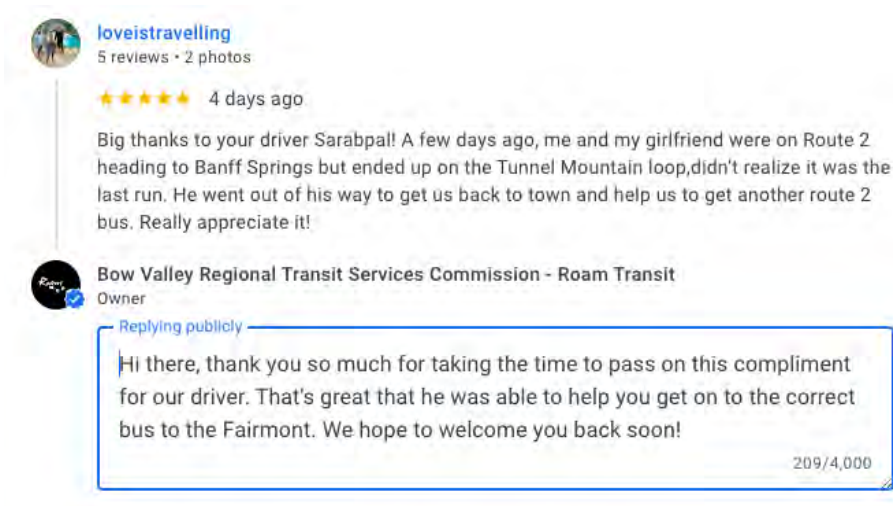 loveistravelling
5 reviews • 2 photos
4 days ago
Big thanks to your driver Sarabpal! A few days ago, me and my girlfriend were on Route 2
heading to Banff Springs but ended up on the Tunnel Mountain loop,didn't realize it was the
last run. He went out of his way to get us back to town and help us to get another route 2
bus. Really appreciate it!
Roam
Bow Valley Regional Transit Services Commission - Roam Transit
Owner
Replying publicly
Hi there, thank you so much for taking the time to pass on this compliment
for our driver. That's great that he was able to help you get on to the correct
bus to the Fairmont. We hope to welcome you back soon!
209/4,000